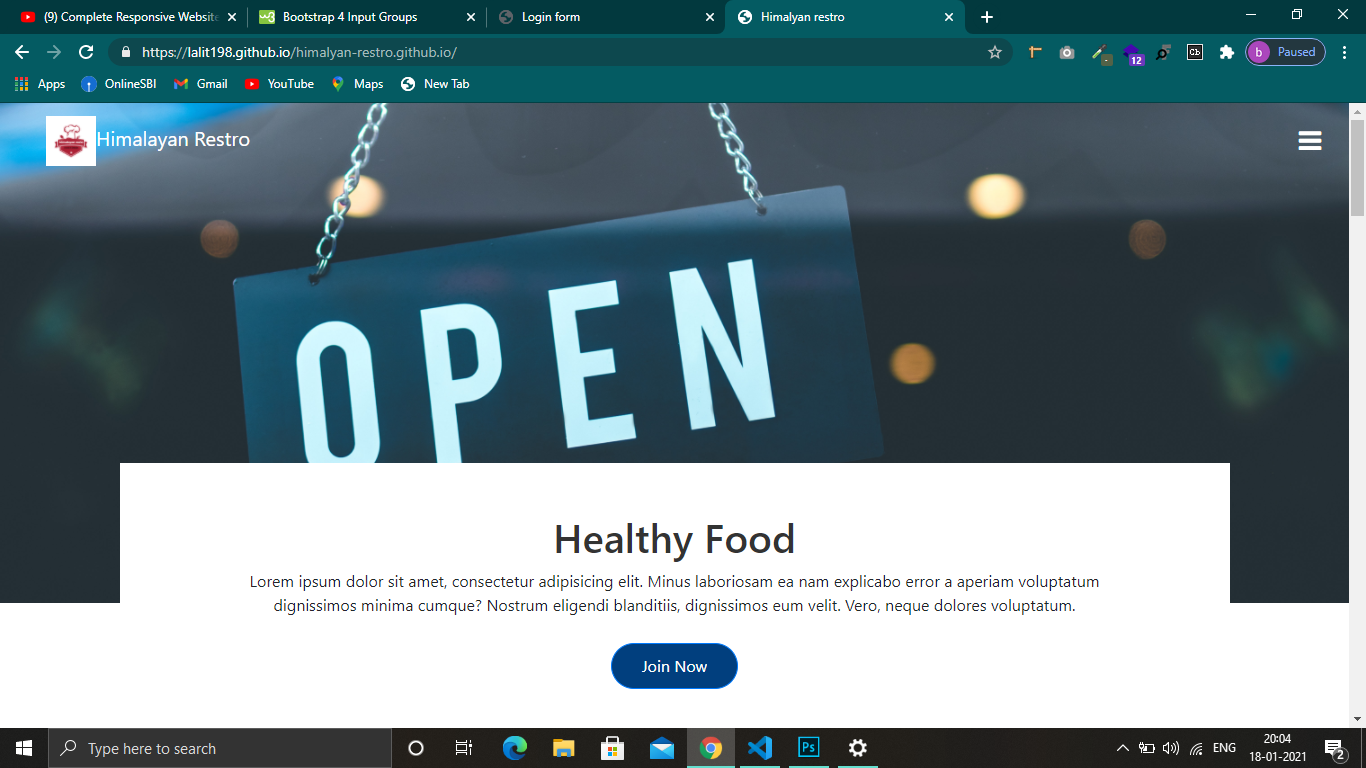 (9) Complete Responsive Website
Bootstrap 4 Input Groups
Login form
Himalyan restro
https://lalit198.github.io/himalyan-restro.github.io/
12
Cb
b
Paused
Apps
OnlineSBI
Gmail
YouTube
Maps
New Tab
Himalayan Restro
OPEN
Healthy Food
Lorem ipsum dolor sit amet, consectetur adipisicing elit. Minus laboriosam ea nam explicabo error a aperiam voluptatum
dignissimos minima cumque? Nostrum eligendi blanditiis, dignissimos eum velit. Vero, neque dolores voluptatum.
Join Now
Type here to search
Ps
ENG
20:04
18-01-2021
2